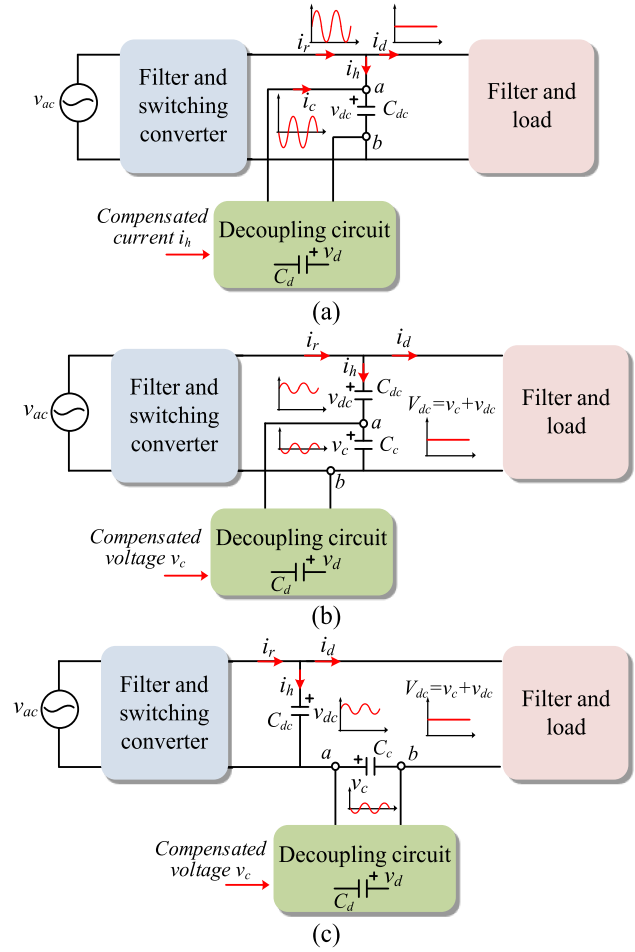 i_r
i_d
v_ac
Filter and
switching
converter
i_h
a
i_c
v_dc
+
C_dc
b
Filter and
load
Compensated
current i_h
Decoupling circuit
+
v_d
C_d
(a)
i_r
i_d
v_ac
Filter and
switching
converter
i_h
+
C_dc
v_dc
a
V_dc=v_c+v_dc
+
v_c
C_c
b
Filter and
load
Compensated
voltage v_c
Decoupling circuit
+
v_d
C_d
(b)
i_r
i_d
v_ac
Filter and
switching
converter
i_h
+
v_dc
C_dc
V_dc=v_c+v_dc
a
+
C_c
b
v_c
Filter and
load
Compensated
voltage v_c
Decoupling circuit
+
v_d
C_d
(c)